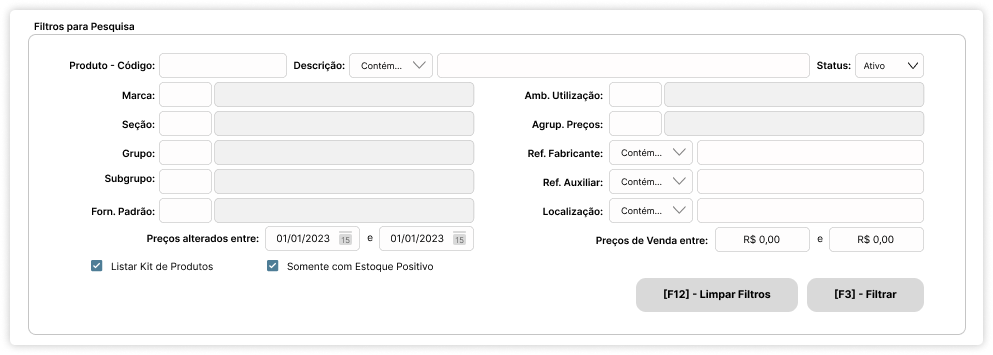 Filtros para Pesquisa
Produto - Código: Descrição: Contém... Status: Ativo
Marca: Amb. Utilização:
Seção: Agrup. Preços:
Grupo: Ref. Fabricante: Contém...
Subgrupo: Ref. Auxiliar: Contém...
Forn. Padrão: Localização: Contém...
Preços alterados entre: 01/01/2023 15 e 01/01/2023 15 Preços de Venda entre: R$ 0,00 e R$ 0,00
Listar Kit de Produtos Somente com Estoque Positivo
[F12] - Limpar Filtros [F3] - Filtrar